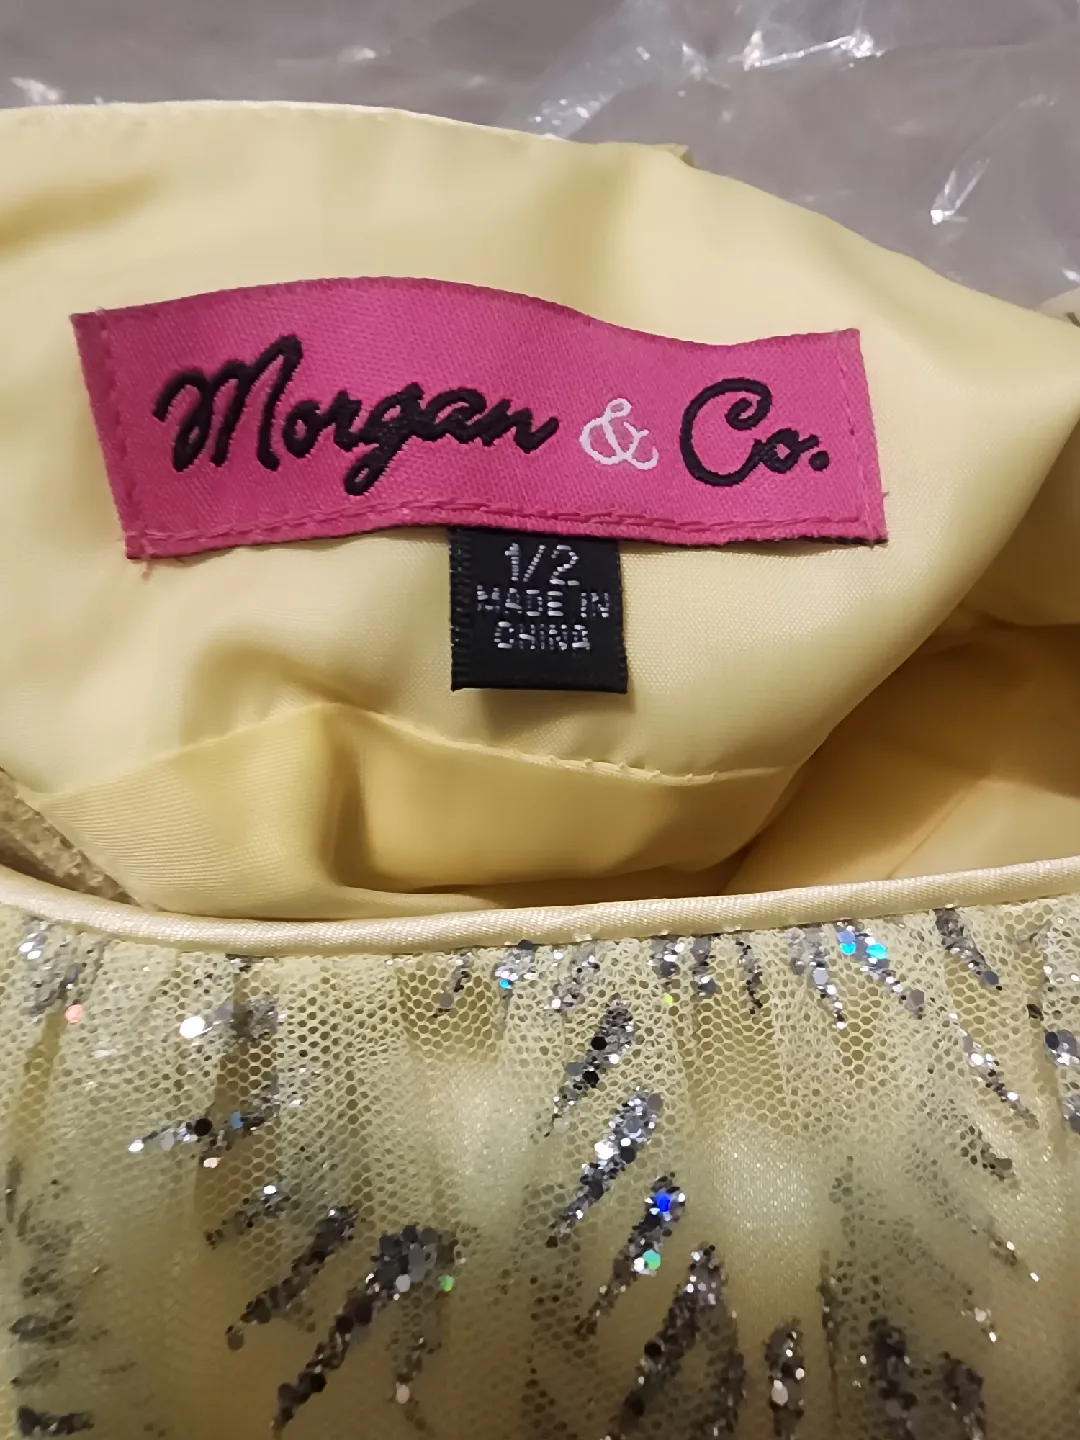 Morgan & Co.
1/2
MADE IN
CHINA